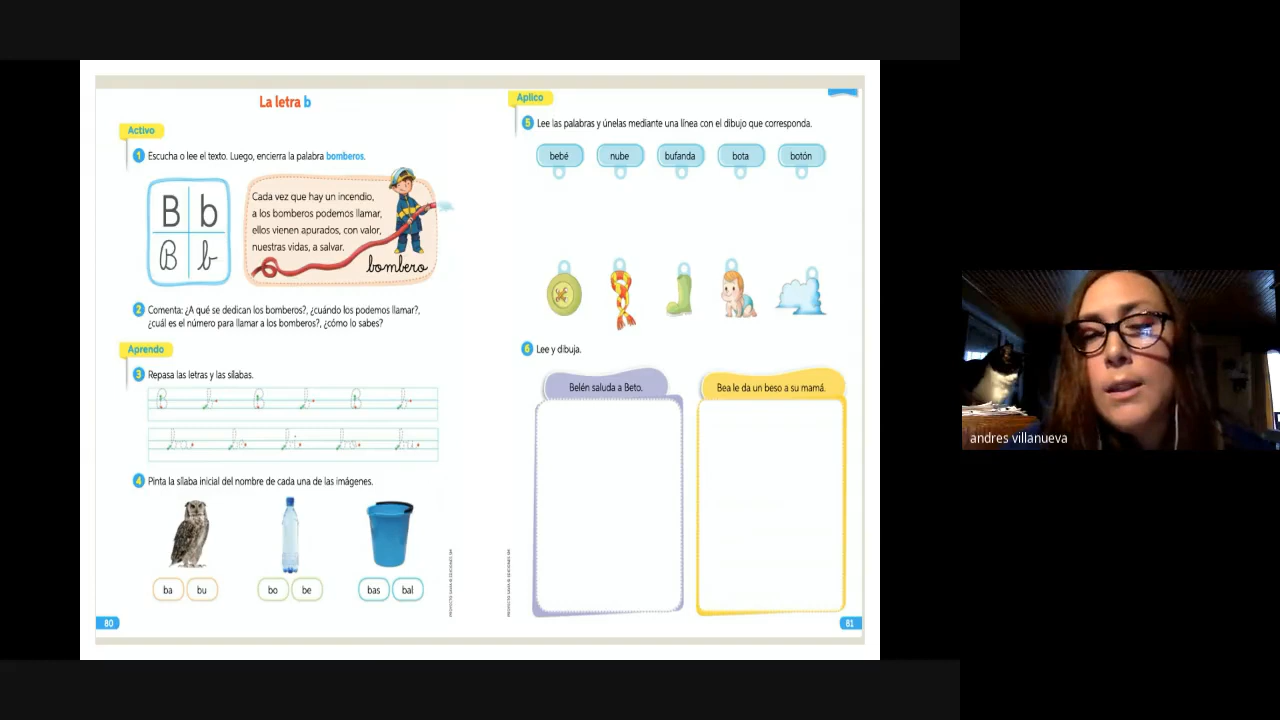 La letra b
Activo
1 Escucha o lee el texto. Luego, encierra la palabra bomberos.
B b
B b
Cada vez que hay un incendio,
a los bomberos podemos llamar,
ellos vienen apurados, con valor,
nuestras vidas, a salvar.
bombero
2 Comenta: ¿A qué se dedican los bomberos?, ¿cuándo los podemos llamar?,
¿cuál es el número para llamar a los bomberos?, ¿cómo lo sabes?
Aprendo
3 Repasa las letras y las sílabas.
B b B b B b
4 Pinta la sílaba inicial del nombre de cada una de las imágenes.
ba bu bo be bas bal
80
Aplico
5 Lee las palabras y únelas mediante una línea con el dibujo que corresponda.
bebé nube bufanda bota botón
6 Lee y dibuja.
Belén saluda a Beto.
Bea le da un beso a su mamá.
81
andres villanueva